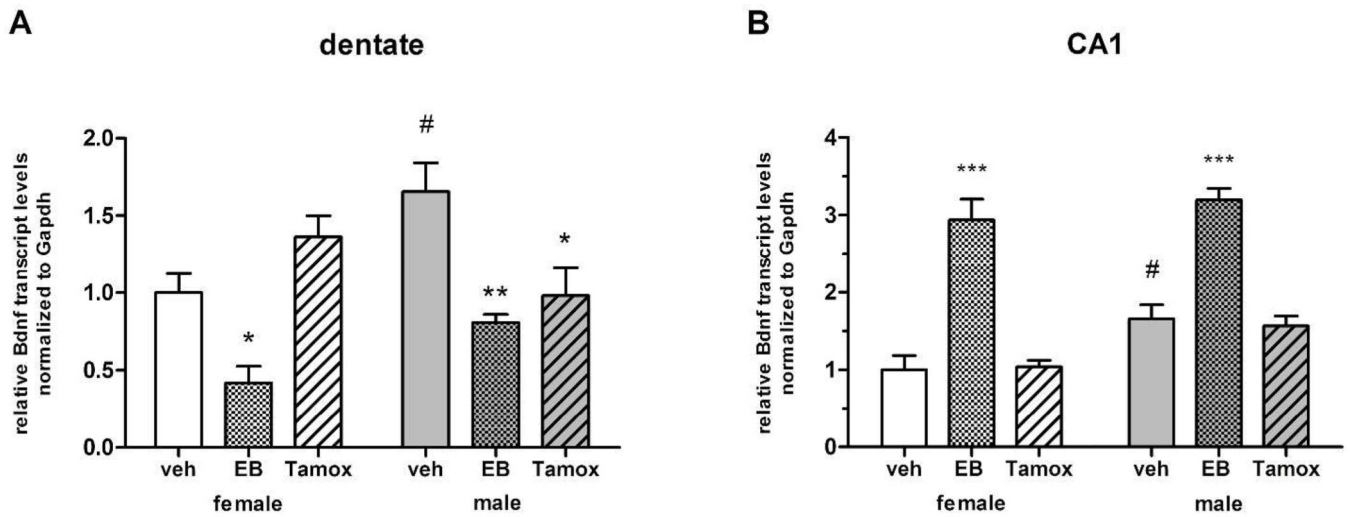 A
dentate
relative Bdnf transcript levels
normalized to Gapdh
2.0
1.5
1.0
0.5
0.0
*
#
**
*
veh EB Tamox veh EB Tamox
female male
B
CA1
relative Bdnf transcript levels
normalized to Gapdh
4
3
2
1
0
***
#
***
veh EB Tamox veh EB Tamox
female male